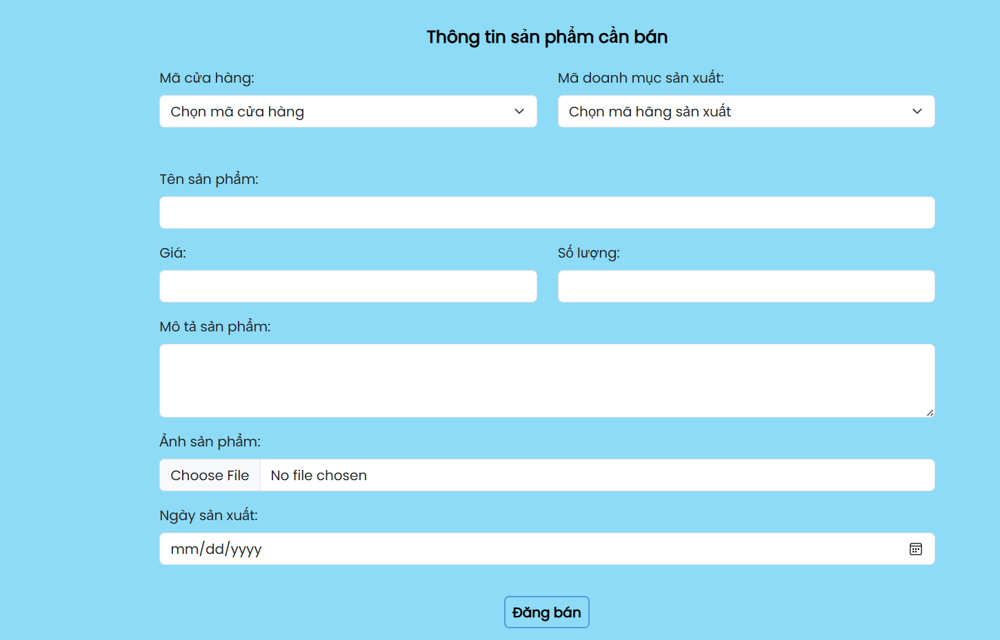 Thông tin sản phẩm cần bán
Mã cửa hàng:
Mã doanh mục sản xuất:
Chọn mã cửa hàng
Chọn mã hãng sản xuất
Tên sản phẩm:
Giá:
Số lượng:
Mô tả sản phẩm:
Ảnh sản phẩm:
Choose File
No file chosen
Ngày sản xuất:
mm/dd/yyyy
Đăng bán